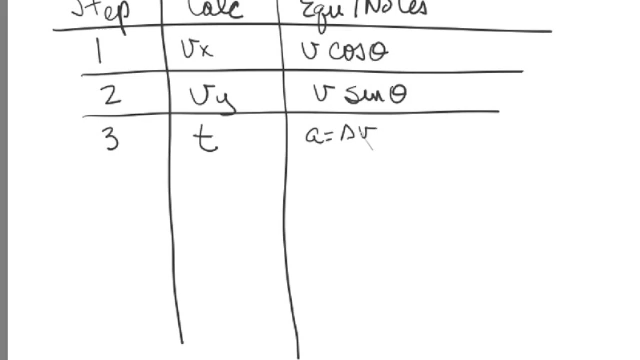 Step Calc Equ/Notes
1 vx v cosθ
2 vy v sinθ
3 t a=Δv